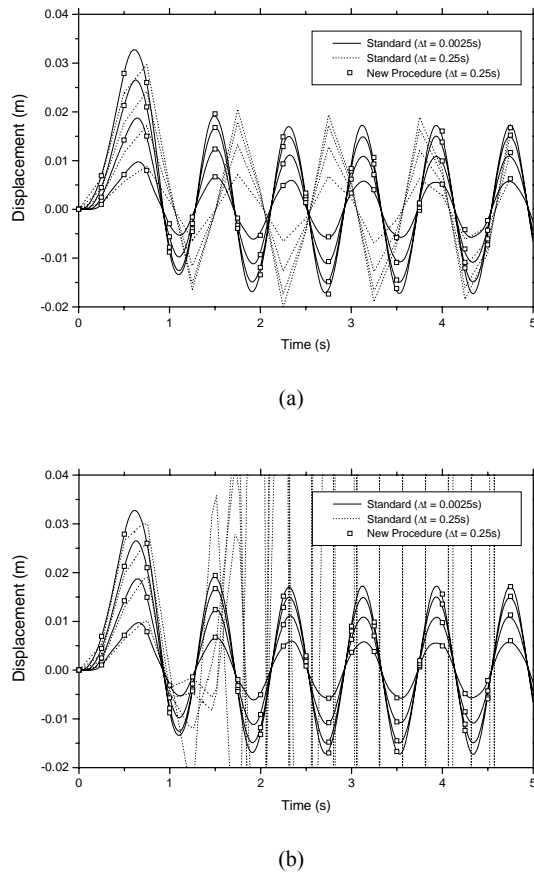 0.04
0.03
0.02
0.01
0.00
-0.01
-0.02
Displacement (m)
Standard (Δt = 0.0025s)
Standard (Δt = 0.25s)
New Procedure (Δt = 0.25s)
0 1 2 3 4 5
Time (s)
(a)
0.04
0.03
0.02
0.01
0.00
-0.01
-0.02
Displacement (m)
Standard (Δt = 0.0025s)
Standard (Δt = 0.25s)
New Procedure (Δt = 0.25s)
0 1 2 3 4 5
Time (s)
(b)